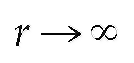 r → ∞